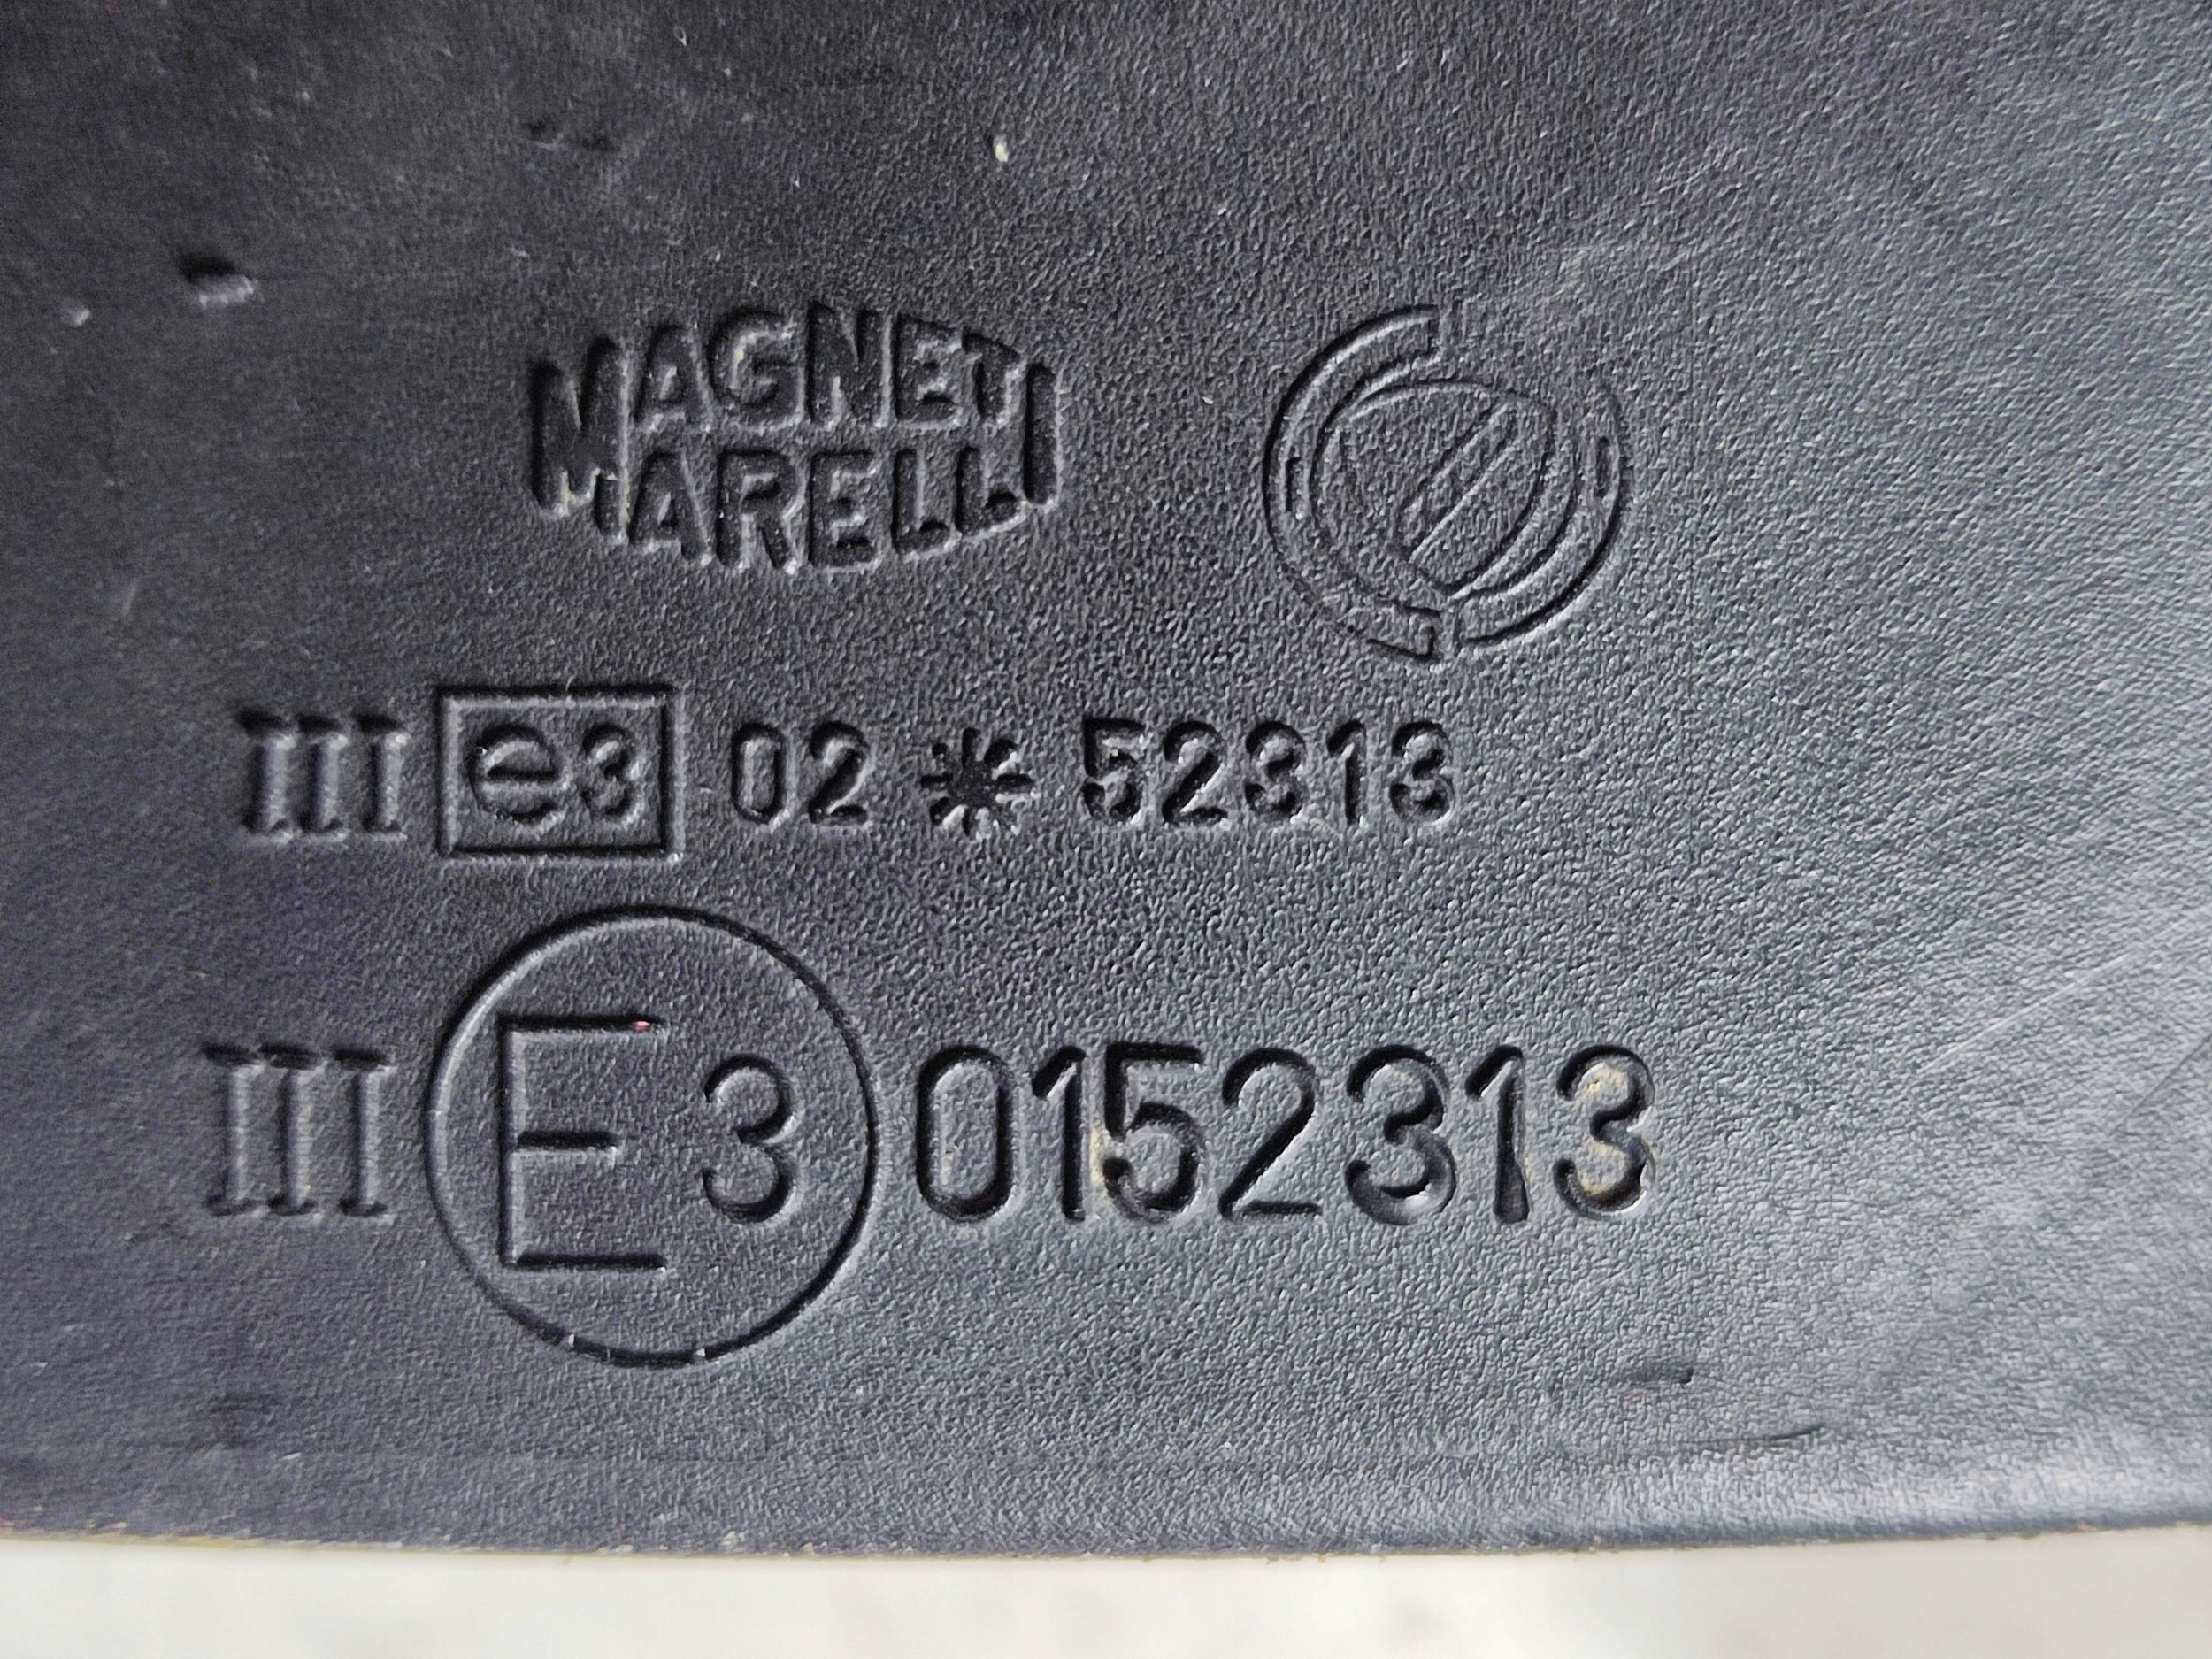 MAGNETI
MARELLI
III e3 02 * 52313
III E3 0152313